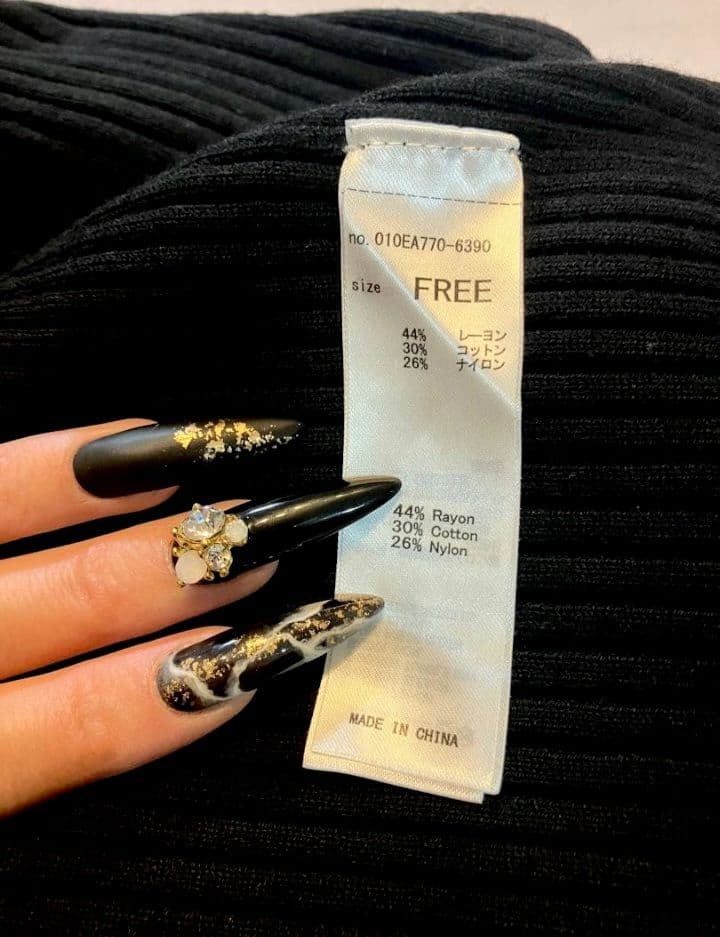 no. 010EA770-6390
size FREE
44% レーヨン
30% コットン
26% ナイロン
44% Rayon
30% Cotton
26% Nylon
MADE IN CHINA